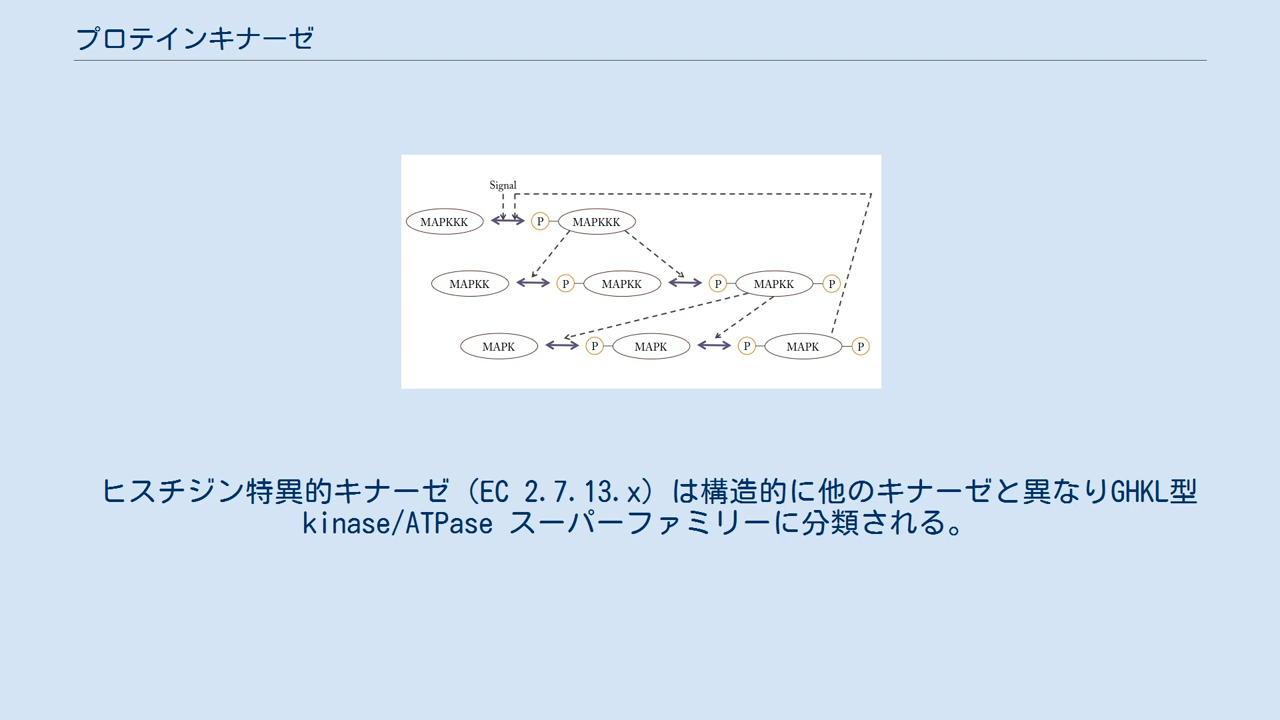 プロテインキナーゼ
Signal
MAPKKK P MAPKKK
MAPKK P MAPKK P MAPKK P
MAPK P MAPK P MAPK P
ヒスチジン特異的キナーゼ（EC 2.7.13.x）は構造的に他のキナーゼと異なりGHKL型
kinase/ATPase スーパーファミリーに分類される。